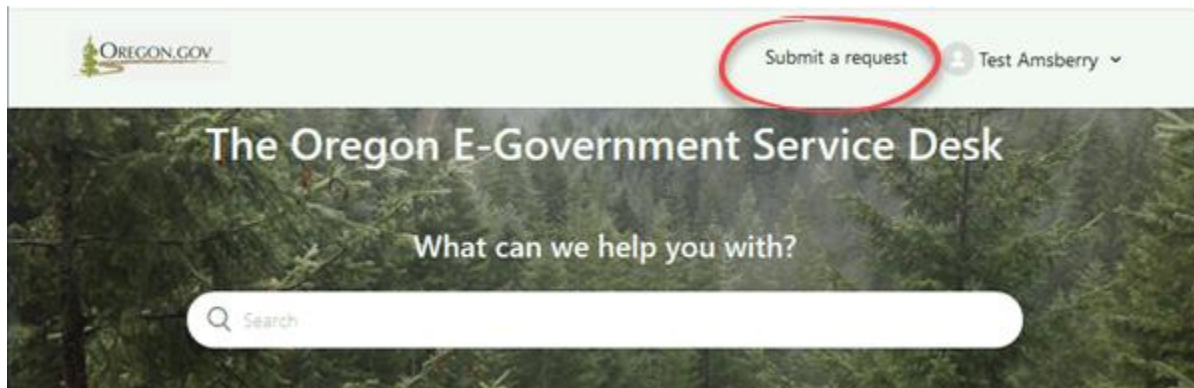 OREGON.GOV
Submit a request
Test Amsberry
The Oregon E-Government Service Desk
What can we help you with?
Search